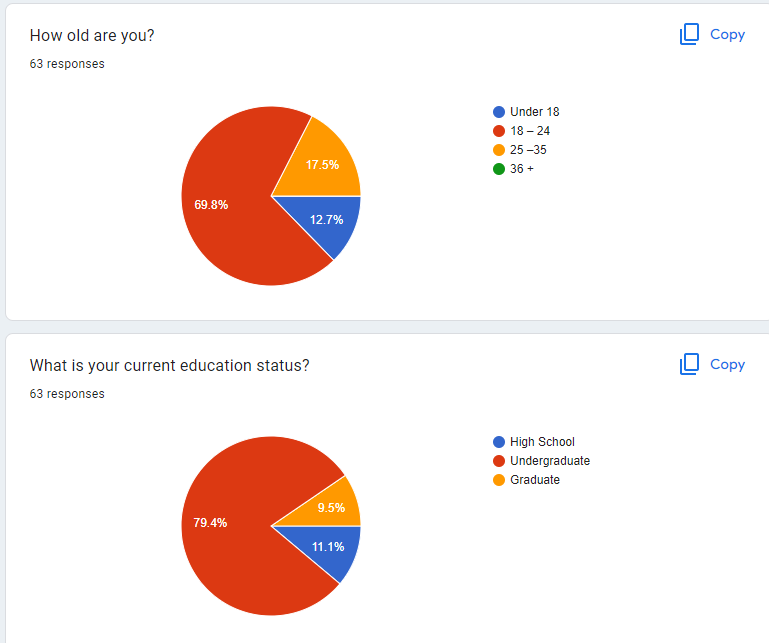 How old are you?
Copy
63 responses
Under 18
18 – 24
25 –35
36 +
17.5%
69.8%
12.7%
What is your current education status?
Copy
63 responses
High School
Undergraduate
Graduate
9.5%
79.4%
11.1%